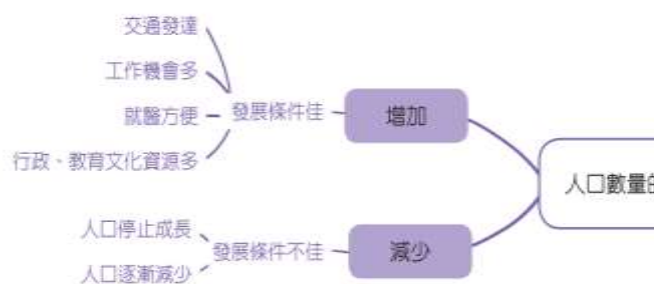 交通發達
工作機會多
就醫方便
行政、教育文化資源多
發展條件佳
增加
人口數量的
人口停止成長
人口逐漸減少
發展條件不佳
減少